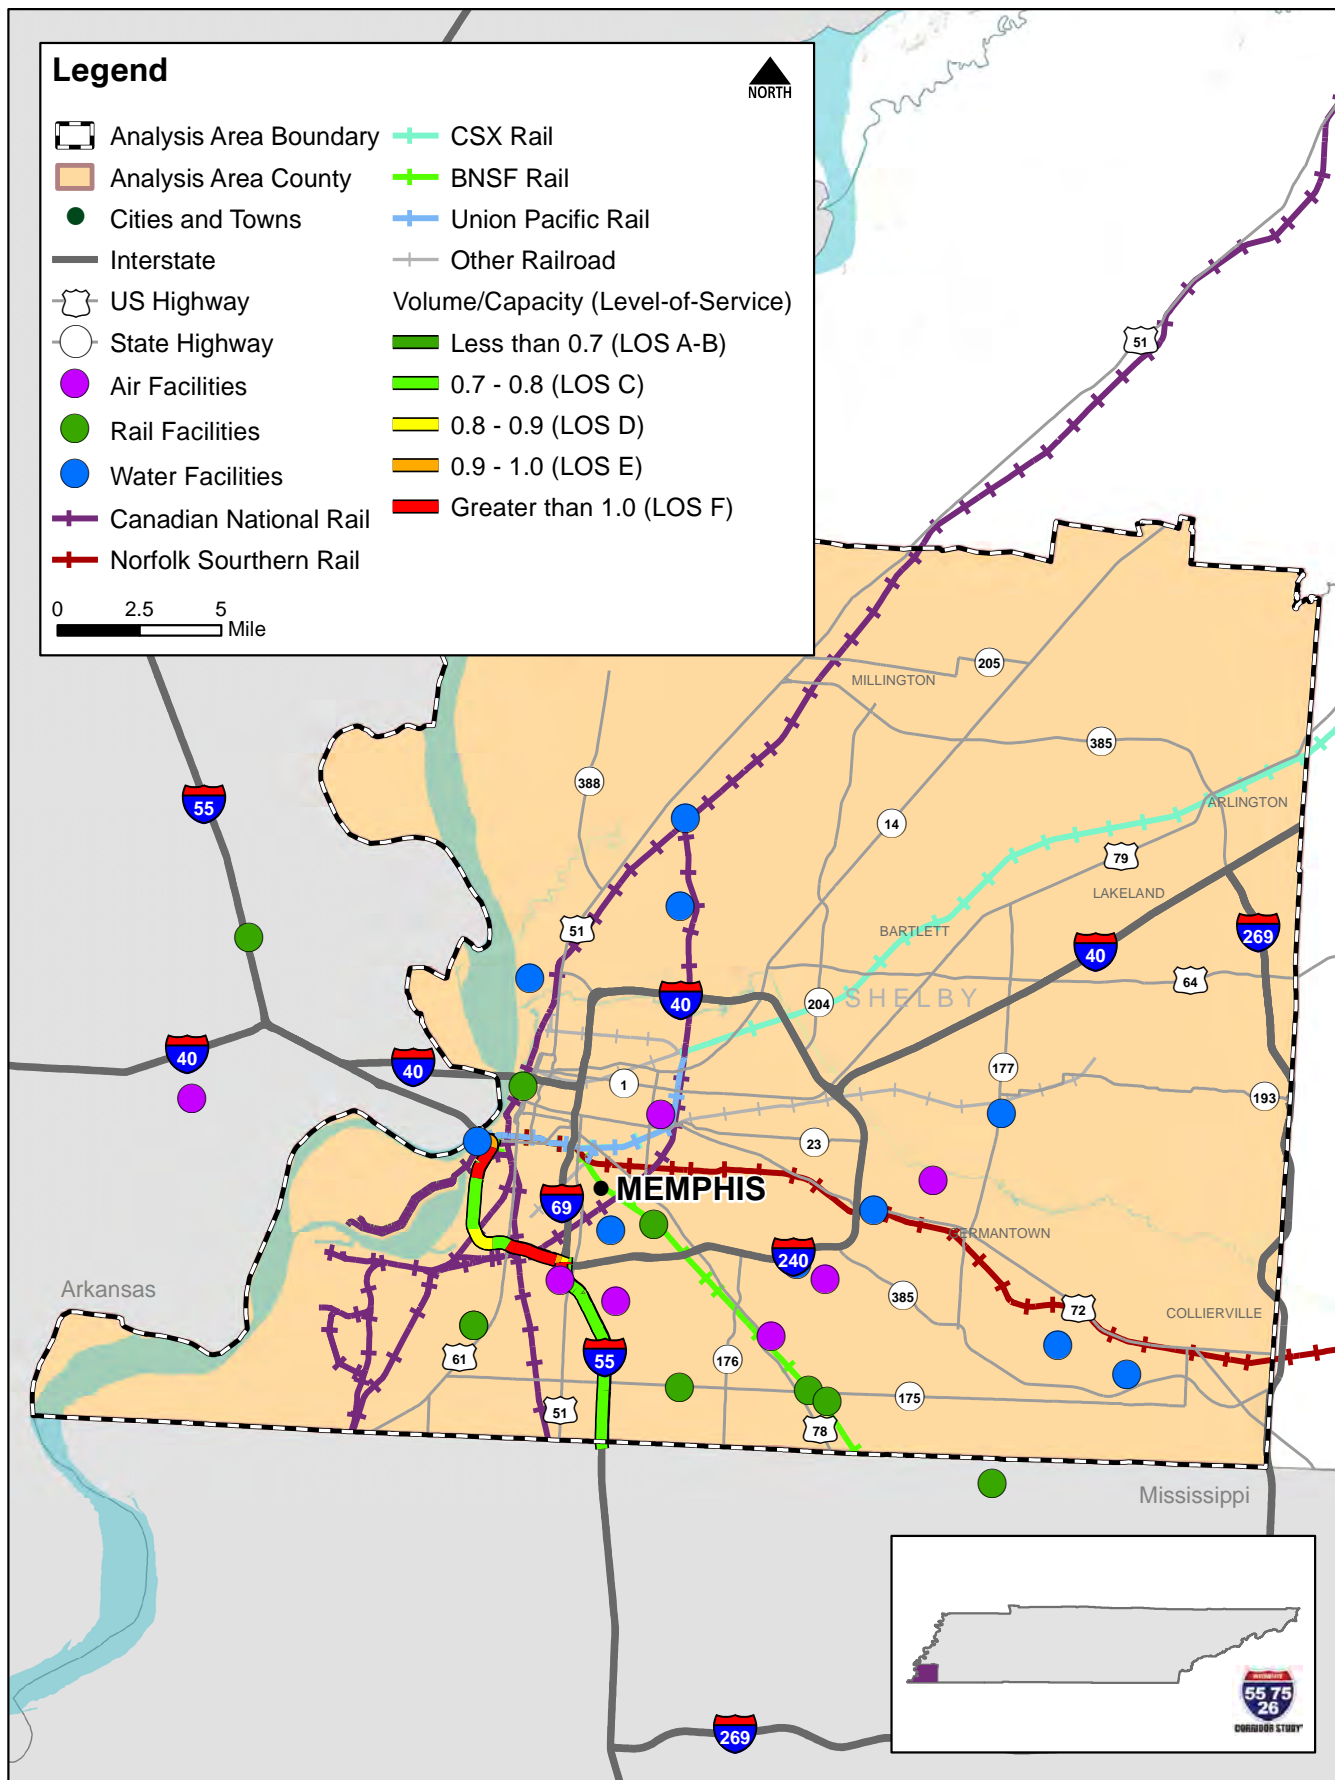 Legend
NORTH
Analysis Area Boundary
Analysis Area County
Cities and Towns
Interstate
US Highway
State Highway
Air Facilities
Rail Facilities
Water Facilities
Canadian National Rail
Norfolk Sourthern Rail
CSX Rail
BNSF Rail
Union Pacific Rail
Other Railroad
Volume/Capacity (Level-of-Service)
Less than 0.7 (LOS A-B)
0.7 - 0.8 (LOS C)
0.8 - 0.9 (LOS D)
0.9 - 1.0 (LOS E)
Greater than 1.0 (LOS F)
0 2.5 5
Mile
51
205
MILLINGTON
385
388
55
ARLINGTON
14
79
LAKELAND
51
BARTLETT
269
40
64
40
204
SHELBY
40
40
177
1
193
23
MEMPHIS
69
GERMANTOWN
240
Arkansas
385
72
COLLIERVILLE
61
55
176
175
51
78
Mississippi
269
55 75
26
CORRIDOR STUDY